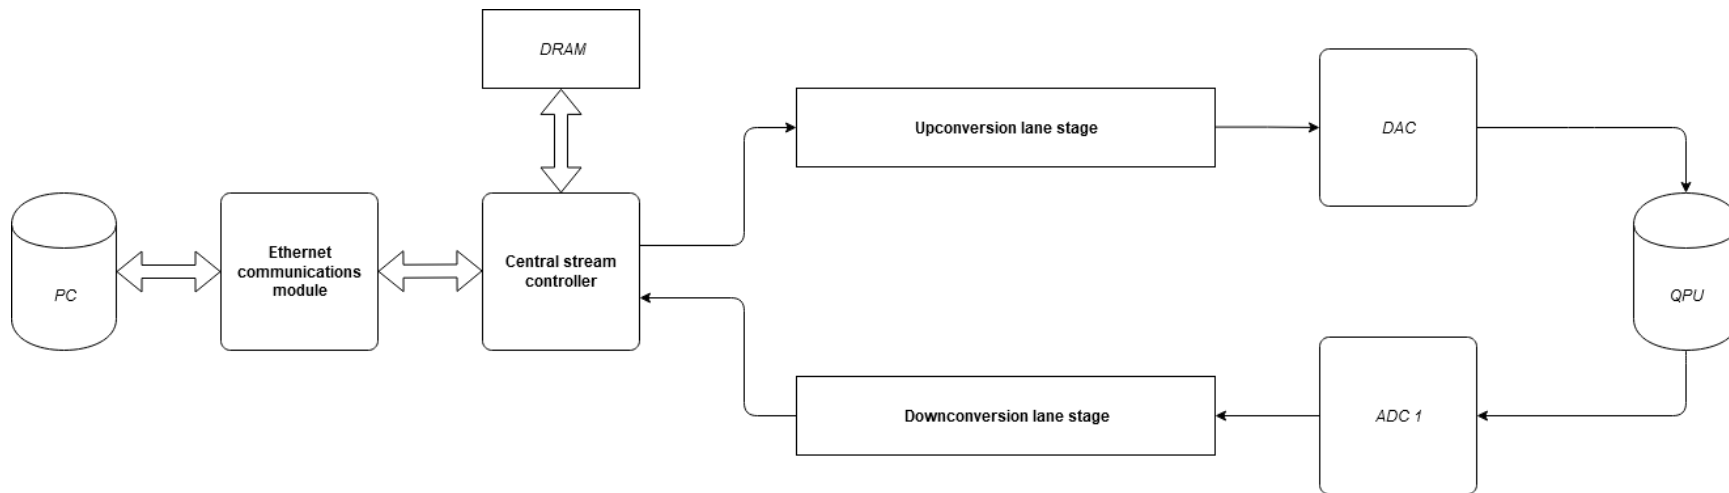 DRAM
Upconversion lane stage
DAC
PC
Ethernet
communications
module
Central stream
controller
QPU
Downconversion lane stage
ADC 1